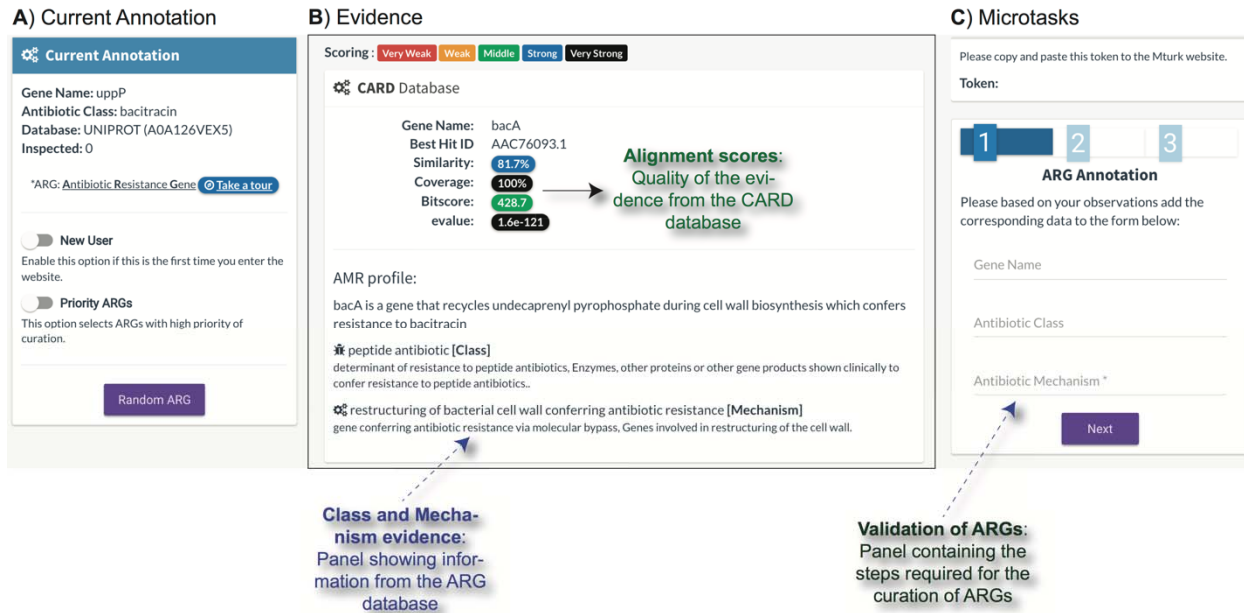 A) Current Annotation
Current Annotation
Gene Name: uppP
Antibiotic Class: bacitracin
Database: UNIPROT (A0A126VEX5)
Inspected: 0
*ARG: Antibiotic Resistance Gene Take a tour
New User
Enable this option if this is the first time you enter the
website.
Priority ARGs
This option selects ARGs with high priority of
curation.
Random ARG
B) Evidence
Scoring : Very Weak Weak Middle Strong Very Strong
CARD Database
Gene Name: bacA
Best Hit ID AAC76093.1
Similarity: 81.7%
Coverage: 100%
Bitscore: 428.7
evalue: 1.6e-121
Alignment scores:
Quality of the evi-
dence from the CARD
database
AMR profile:
bacA is a gene that recycles undecaprenyl pyrophosphate during cell wall biosynthesis which confers
resistance to bacitracin
peptide antibiotic [Class]
determinant of resistance to peptide antibiotics, Enzymes, other proteins or other gene products shown clinically to
confer resistance to peptide antibiotics..
restructuring of bacterial cell wall conferring antibiotic resistance [Mechanism]
gene conferring antibiotic resistance via molecular bypass, Genes involved in restructuring of the cell wall.
Class and Mecha-
nism evidence:
Panel showing infor-
mation from the ARG
database
C) Microtasks
Please copy and paste this token to the Mturk website.
Token:
1 2 3
ARG Annotation
Please based on your observations add the
corresponding data to the form below:
Gene Name
Antibiotic Class
Antibiotic Mechanism *
Next
Validation of ARGs:
Panel containing the
steps required for the
curation of ARGs